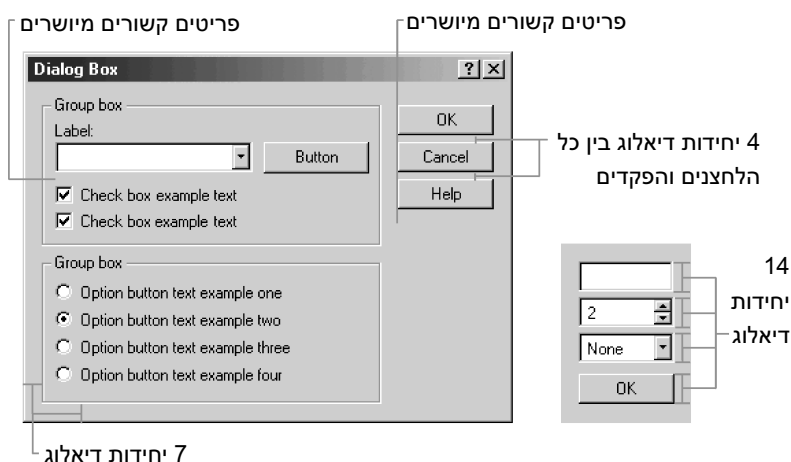 פריטים קשורים מיושרים
פריטים קשורים מיושרים
Dialog Box
Group box
Label:
Button
Check box example text
Check box example text
OK
Cancel
Help
4 יחידות דיאלוג בין כל
הלחצנים והפקדים
Group box
Option button text example one
Option button text example two
Option button text example three
Option button text example four
7 יחידות דיאלוג
2
None
OK
14
יחידות
דיאלוג